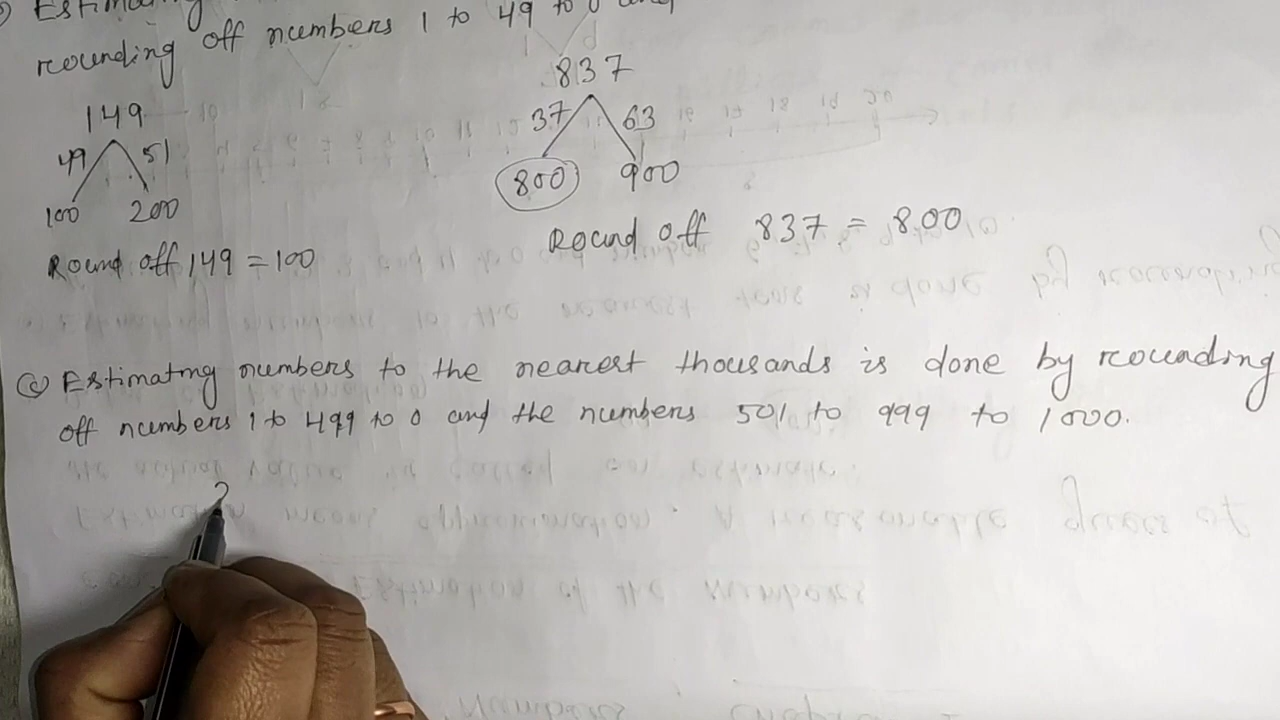 Estimating
rounding off numbers 1 to 49 to 0 and
149
49 51
100 200
Round off 149 = 100
837
37 63
800 900
Round off 837 = 800
(c) Estimating numbers to the nearest thousands is done by rounding
off numbers 1 to 499 to 0 and the numbers 501 to 999 to 1000.
2